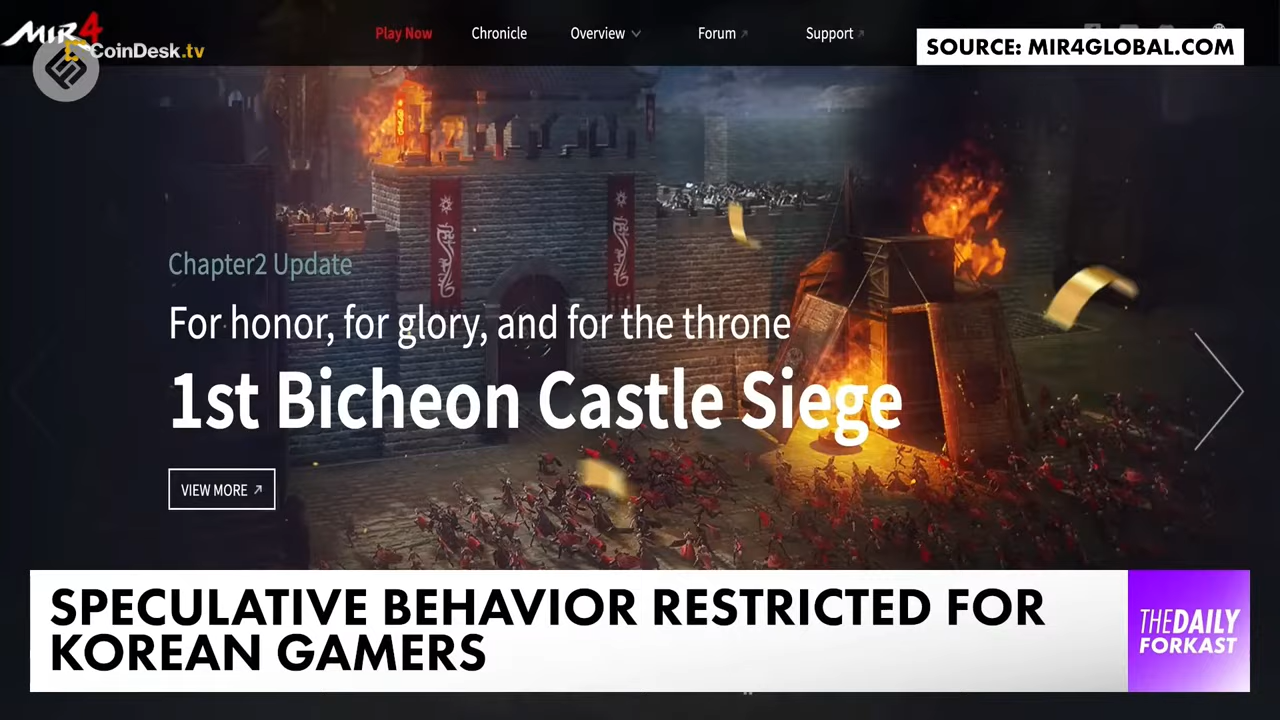 MIR4
CoinDesk.tv
Play Now
Chronicle
Overview
Forum
Support
SOURCE: MIR4GLOBAL.COM
Chapter2 Update
For honor, for glory, and for the throne
1st Bicheon Castle Siege
VIEW MORE
SPECULATIVE BEHAVIOR RESTRICTED FOR
KOREAN GAMERS
THEDAILY
FORKAST